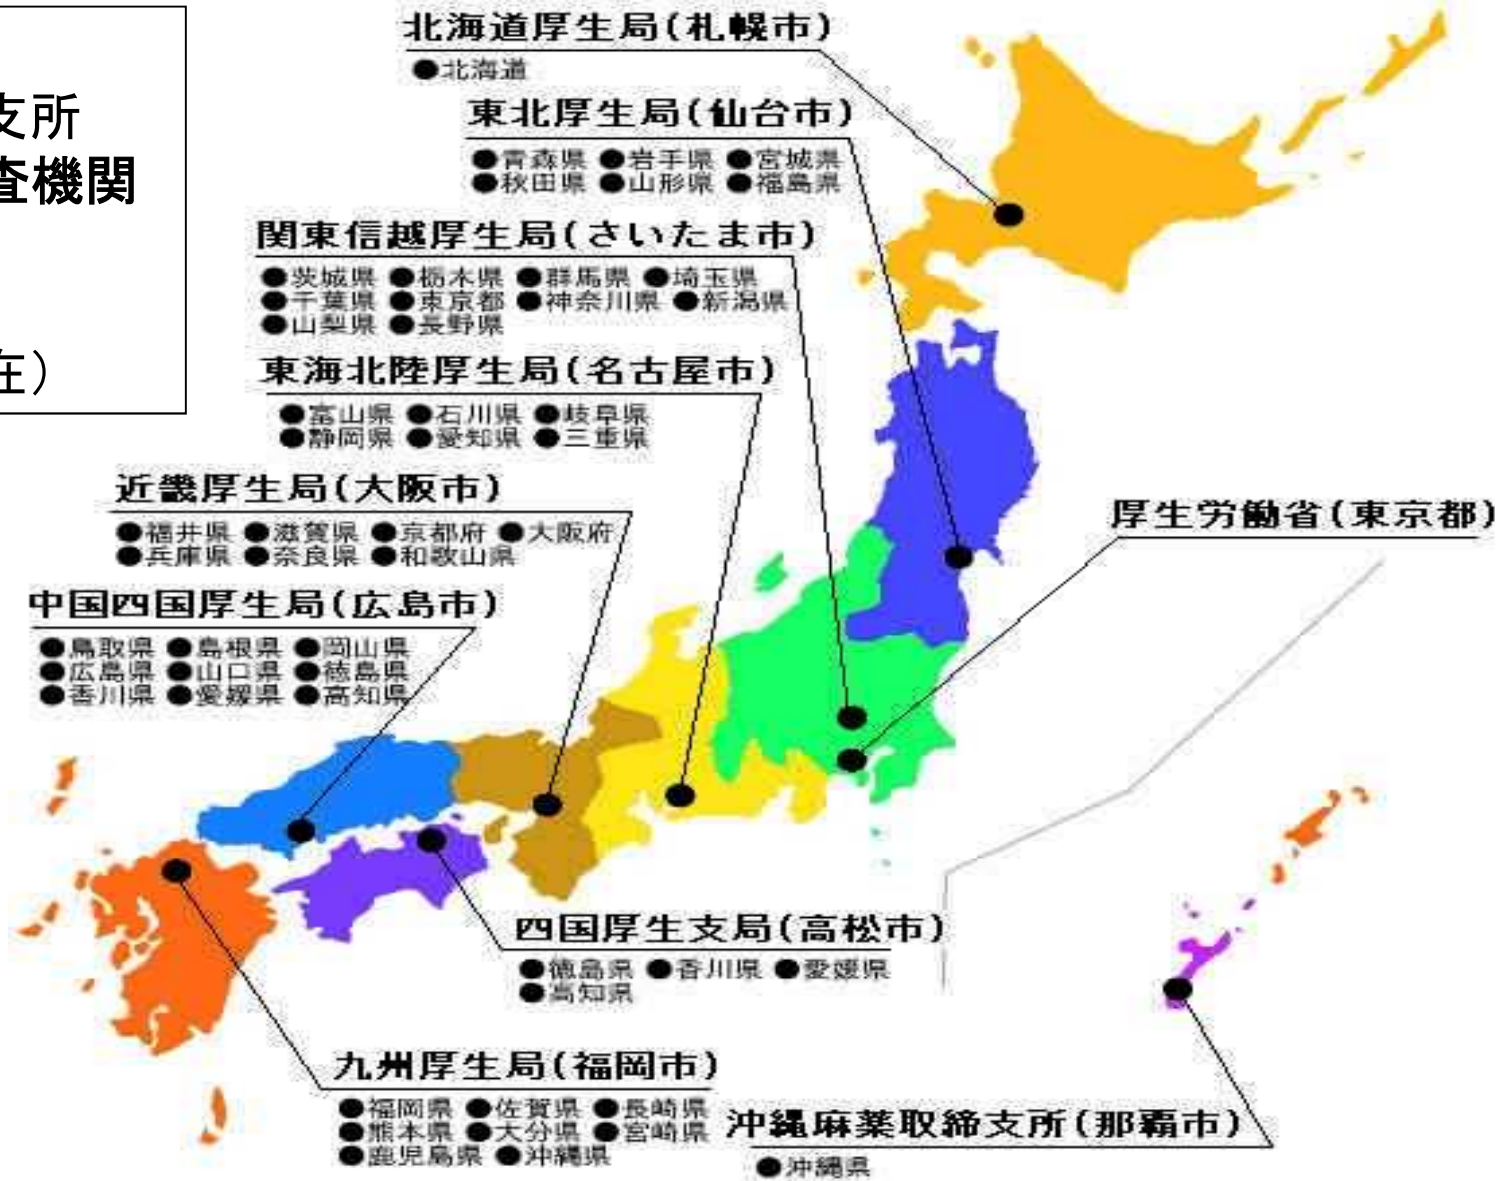 支所
査機関
在）
北海道厚生局(札幌市)
●北海道
東北厚生局(仙台市)
●青森県 ●岩手県 ●宮城県
●秋田県 ●山形県 ●福島県
関東信越厚生局(さいたま市)
●茨城県 ●栃木県 ●群馬県 ●埼玉県
●千葉県 ●東京都 ●神奈川県 ●新潟県
●山梨県 ●長野県
東海北陸厚生局(名古屋市)
●富山県 ●石川県 ●岐阜県
●静岡県 ●愛知県 ●三重県
近畿厚生局(大阪市)
●福井県 ●滋賀県 ●京都府 ●大阪府
●兵庫県 ●奈良県 ●和歌山県
中国四国厚生局(広島市)
●鳥取県 ●島根県 ●岡山県
●広島県 ●山口県 ●徳島県
●香川県 ●愛媛県 ●高知県
厚生労働省(東京都)
四国厚生支局(高松市)
●徳島県 ●香川県 ●愛媛県
●高知県
九州厚生局(福岡市)
●福岡県 ●佐賀県 ●長崎県
●熊本県 ●大分県 ●宮崎県
●鹿児島県 ●沖縄県
沖縄麻薬取締支所(那覇市)
●沖縄県